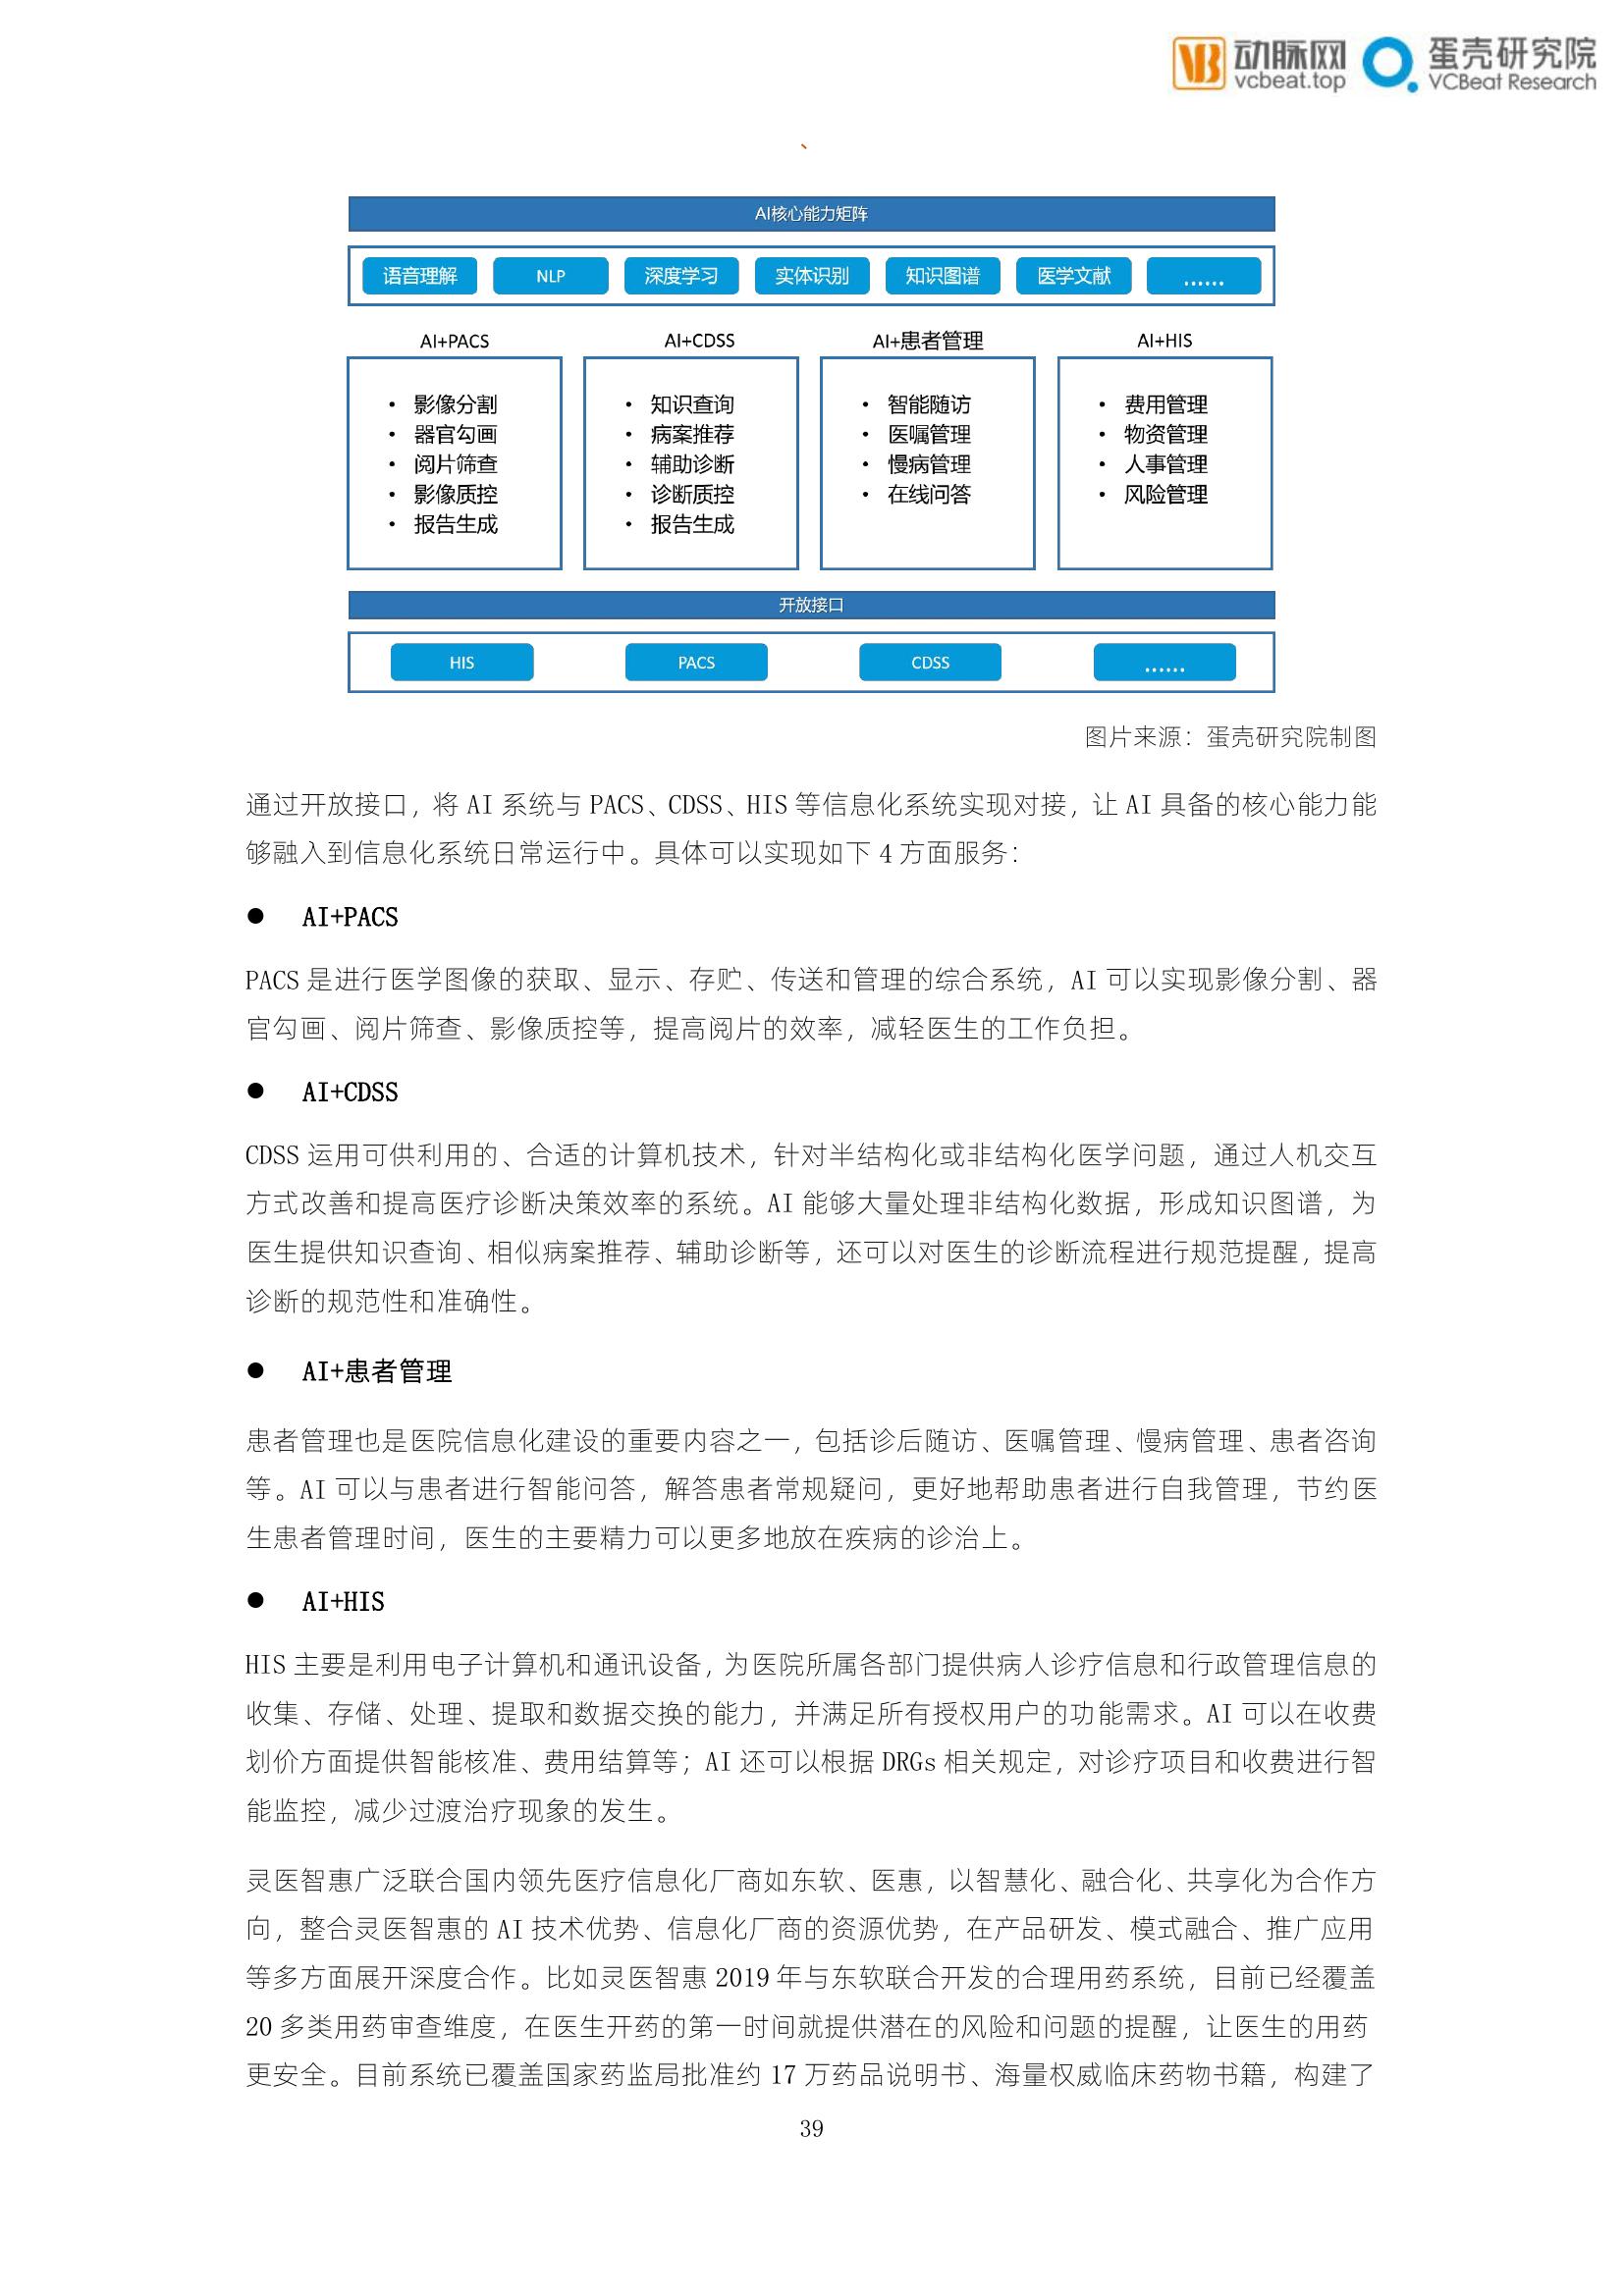 动脉网
vcbeat.top
蛋壳研究院
VCBeat Research
、
AI核心能力矩阵
语音理解 NLP 深度学习 实体识别 知识图谱 医学文献 ......
AI+PACS
• 影像分割
• 器官勾画
• 阅片筛查
• 影像质控
• 报告生成
AI+CDSS
• 知识查询
• 病案推荐
• 辅助诊断
• 诊断质控
• 报告生成
AI+患者管理
• 智能随访
• 医嘱管理
• 慢病管理
• 在线问答
AI+HIS
• 费用管理
• 物资管理
• 人事管理
• 风险管理
开放接口
HIS PACS CDSS ......
图片来源：蛋壳研究院制图
通过开放接口，将 AI 系统与 PACS、CDSS、HIS 等信息化系统实现对接，让 AI 具备的核心能力能
够融入到信息化系统日常运行中。具体可以实现如下 4 方面服务：
● AI+PACS
PACS 是进行医学图像的获取、显示、存贮、传送和管理的综合系统，AI 可以实现影像分割、器
官勾画、阅片筛查、影像质控等，提高阅片的效率，减轻医生的工作负担。
● AI+CDSS
CDSS 运用可供利用的、合适的计算机技术，针对半结构化或非结构化医学问题，通过人机交互
方式改善和提高医疗诊断决策效率的系统。AI 能够大量处理非结构化数据，形成知识图谱，为
医生提供知识查询、相似病案推荐、辅助诊断等，还可以对医生的诊断流程进行规范提醒，提高
诊断的规范性和准确性。
● AI+患者管理
患者管理也是医院信息化建设的重要内容之一，包括诊后随访、医嘱管理、慢病管理、患者咨询
等。AI 可以与患者进行智能问答，解答患者常规疑问，更好地帮助患者进行自我管理，节约医
生患者管理时间，医生的主要精力可以更多地放在疾病的诊治上。
● AI+HIS
HIS 主要是利用电子计算机和通讯设备，为医院所属各部门提供病人诊疗信息和行政管理信息的
收集、存储、处理、提取和数据交换的能力，并满足所有授权用户的功能需求。AI 可以在收费
划价方面提供智能核准、费用结算等；AI 还可以根据 DRGs 相关规定，对诊疗项目和收费进行智
能监控，减少过渡治疗现象的发生。
灵医智惠广泛联合国内领先医疗信息化厂商如东软、医惠，以智慧化、融合化、共享化为合作方
向，整合灵医智惠的 AI 技术优势、信息化厂商的资源优势，在产品研发、模式融合、推广应用
等多方面展开深度合作。比如灵医智惠 2019 年与东软联合开发的合理用药系统，目前已经覆盖
20 多类用药审查维度，在医生开药的第一时间就提供潜在的风险和问题的提醒，让医生的用药
更安全。目前系统已覆盖国家药监局批准约 17 万药品说明书、海量权威临床药物书籍，构建了
39